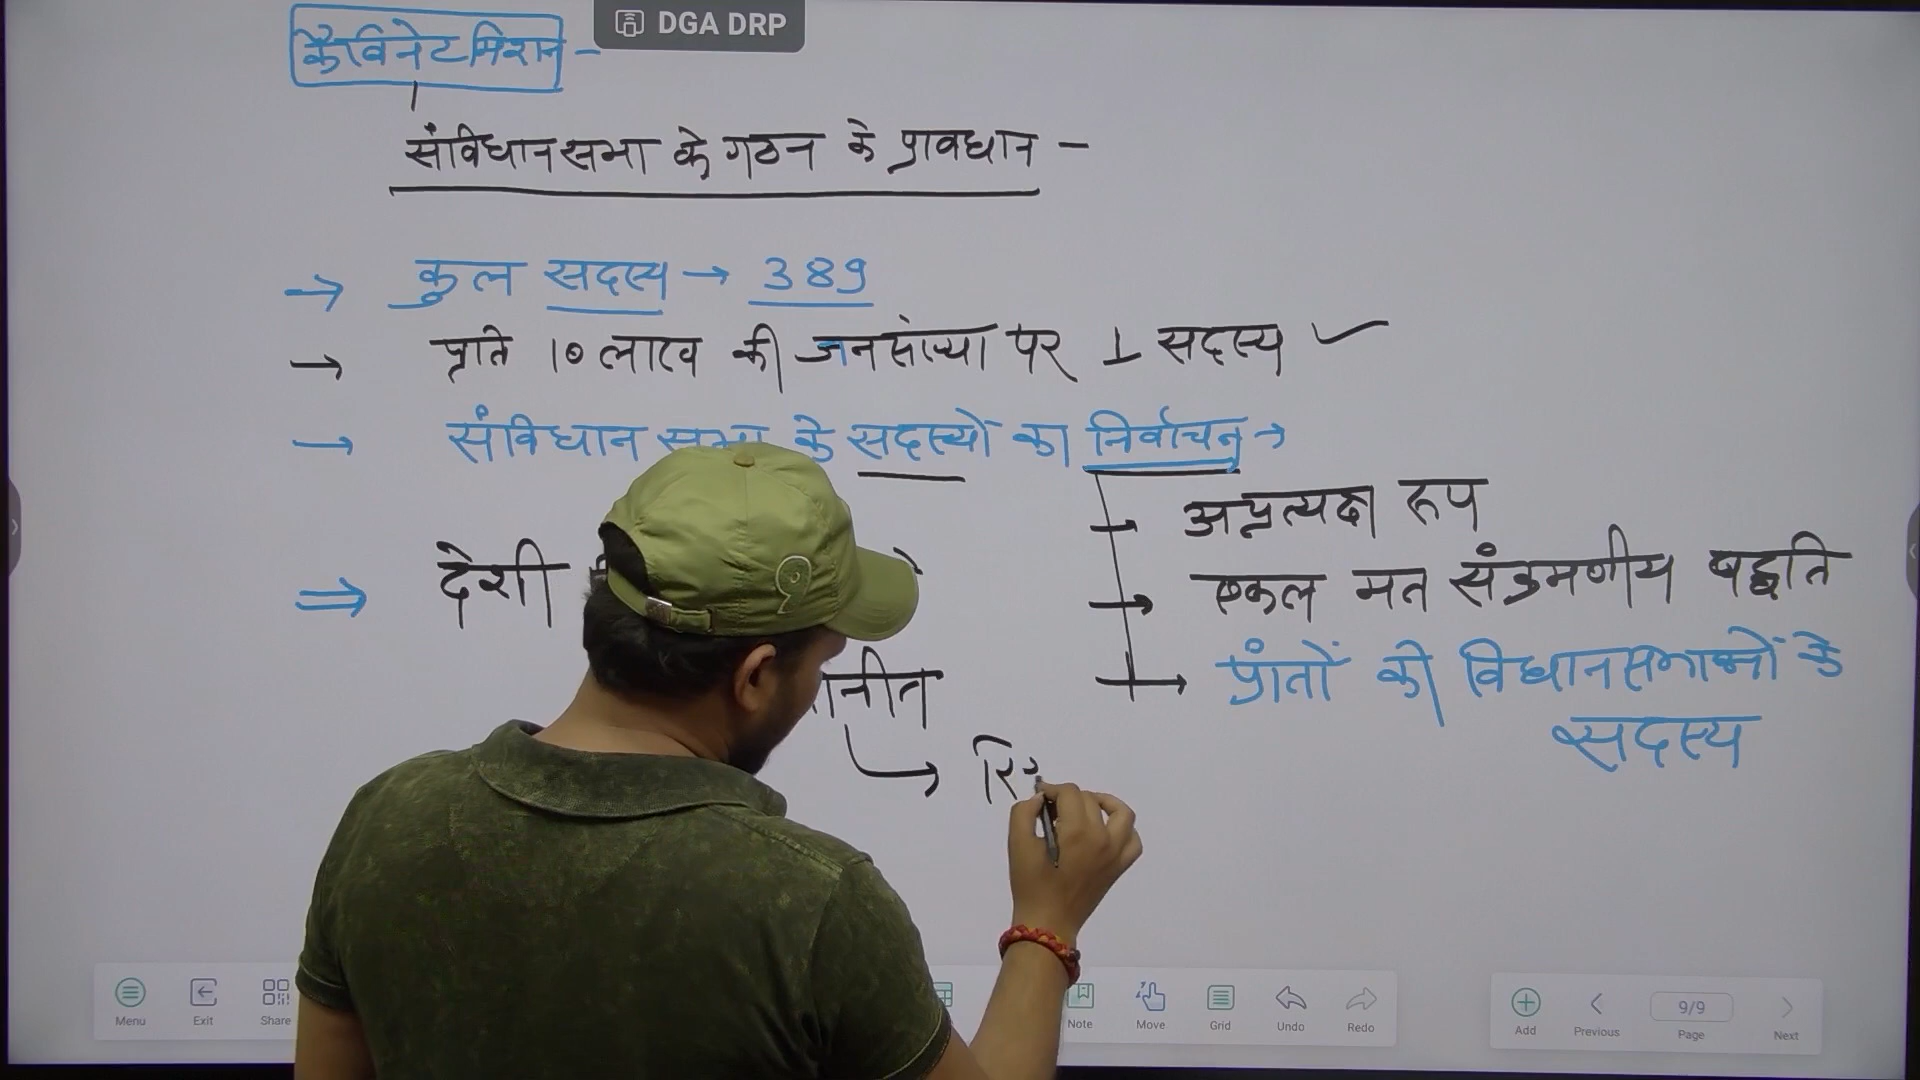 DGA DRP
कैविनेट मिशन -
संविधान सभा के गठन के प्रावधान -
→ कुल सदस्य → 389
→ प्रति 10 लाख की जनसंख्या पर 1 सदस्य ✓
→ संविधान सभा के सदस्यों का निर्वाचन →
→ अप्रत्यक्ष रूप
→ एकल मत संक्रमणीय पद्धति
→ प्रांतों की विधानसभाओं के
सदस्य
⇒ देशी
Menu Exit Share Note Move Grid Undo Redo
Add Previous 9/9 Page Next